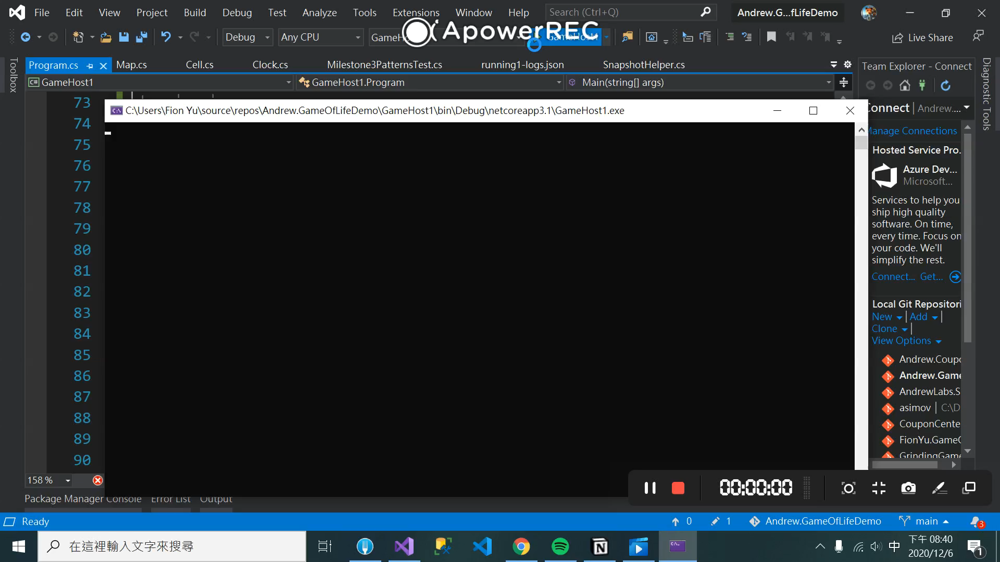 File Edit View Project Build Debug Test Analyze Tools Extensions Window Help Search (Ctrl+Q) Andrew.G...fLifeDemo
ApowerREC
Debug Any CPU GameHo GameHost1 Live Share
Toolbox
Program.cs Map.cs Cell.cs Clock.cs Milestone3PatternsTest.cs running1-logs.json SnapshotHelper.cs
Team Explorer - Connect
Diagnostic Tools
GameHost1 GameHost1.Program Main(string[] args)
73
C:\Users\Fion Yu\source\repos\Andrew.GameOfLifeDemo\GameHost1\bin\Debug\netcoreapp3.1\GameHost1.exe
74
75
76
77
78
79
80
81
82
83
84
85
86
87
88
89
90
Connect | Andrew....
Manage Connections
Hosted Service Pro.
Azure Dev...
Microsoft...
Services to help you
ship high quality
software. On time,
every time. Focus on
your code. We'll
simplify the rest.
Connect... Get...
Local Git Repositori
New | Add |
Clone |
View Options
Andrew.Coupo
Andrew.Game
AndrewLabs.S
asimov | C:\D
CouponCente
FionYu.GameO
GrindingGame
158 %
00:00:00
Package Manager Console Error List Output
Ready 0 1 Andrew.GameOfLifeDemo main 3
在這裡輸入文字來搜尋
中 下午 08:40
2020/12/6
1